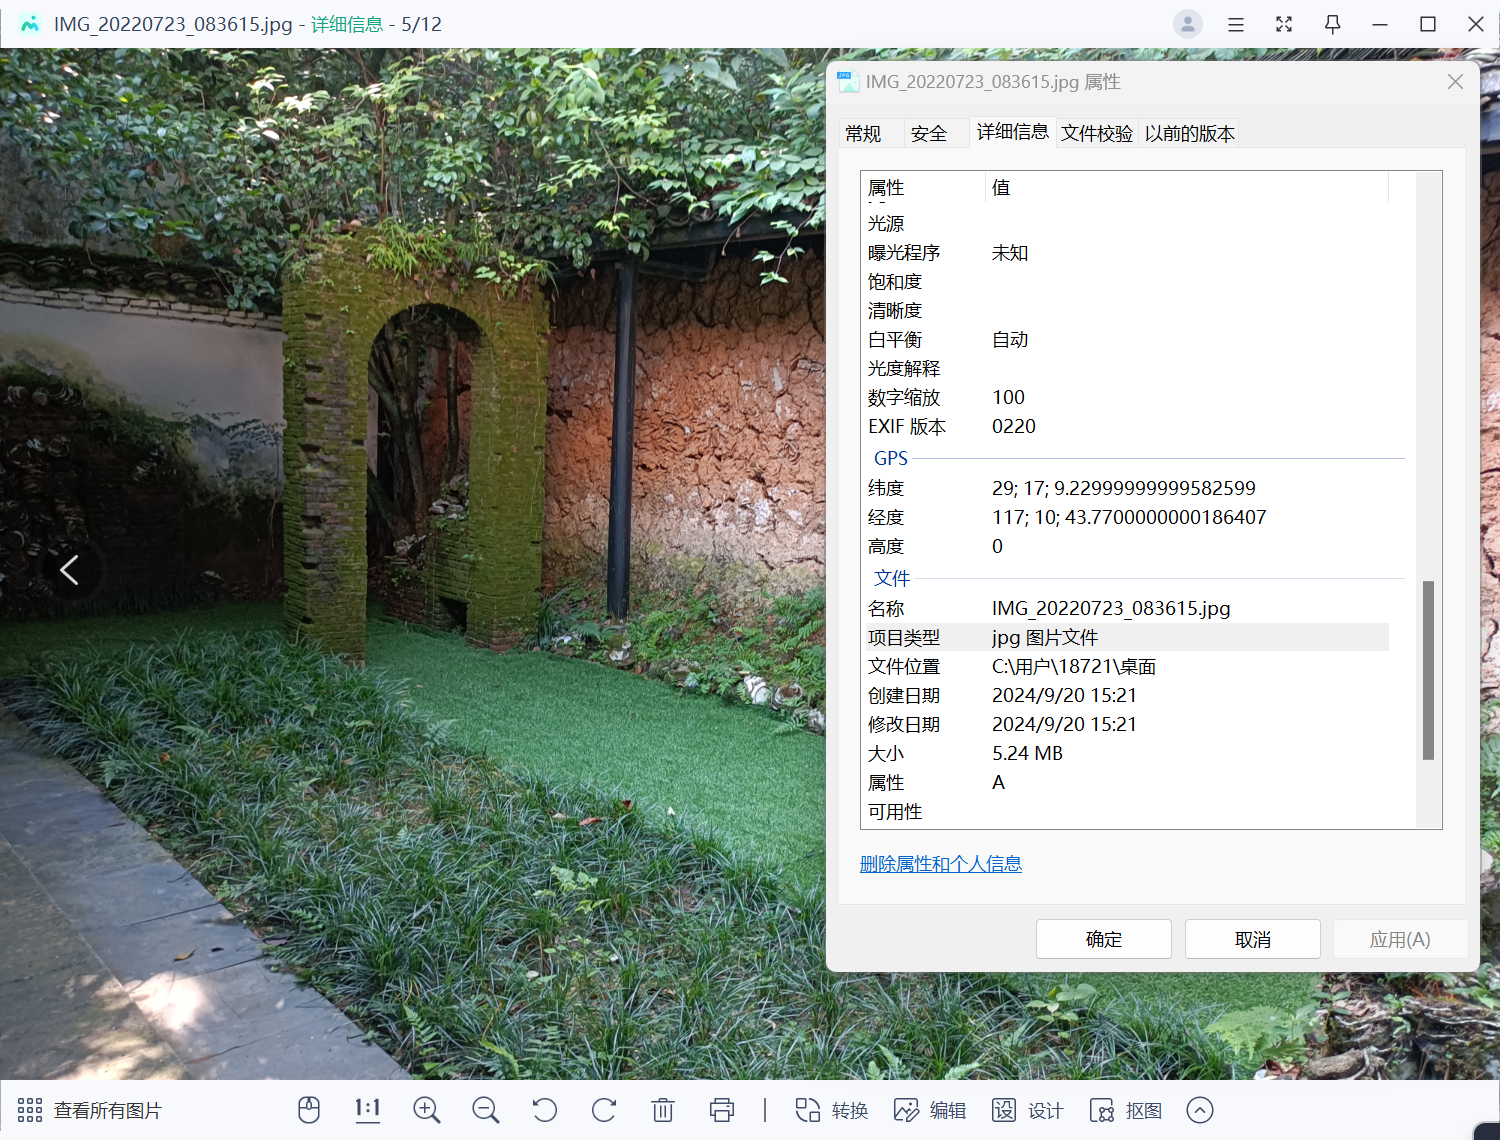 IMG_20220723_083615.jpg - 详细信息 - 5/12
IMG_20220723_083615.jpg 属性
常规 安全 详细信息 文件校验 以前的版本
属性 值
光源
曝光程序 未知
饱和度
清晰度
白平衡 自动
光度解释
数字缩放 100
EXIF 版本 0220
GPS
纬度 29; 17; 9.22999999999582599
经度 117; 10; 43.7700000000186407
高度 0
文件
名称 IMG_20220723_083615.jpg
项目类型 jpg 图片文件
文件位置 C:\用户\18721\桌面
创建日期 2024/9/20 15:21
修改日期 2024/9/20 15:21
大小 5.24 MB
属性 A
可用性
删除属性和个人信息
确定 取消 应用(A)
查看所有图片 1:1 转换 编辑 设 设计 抠图